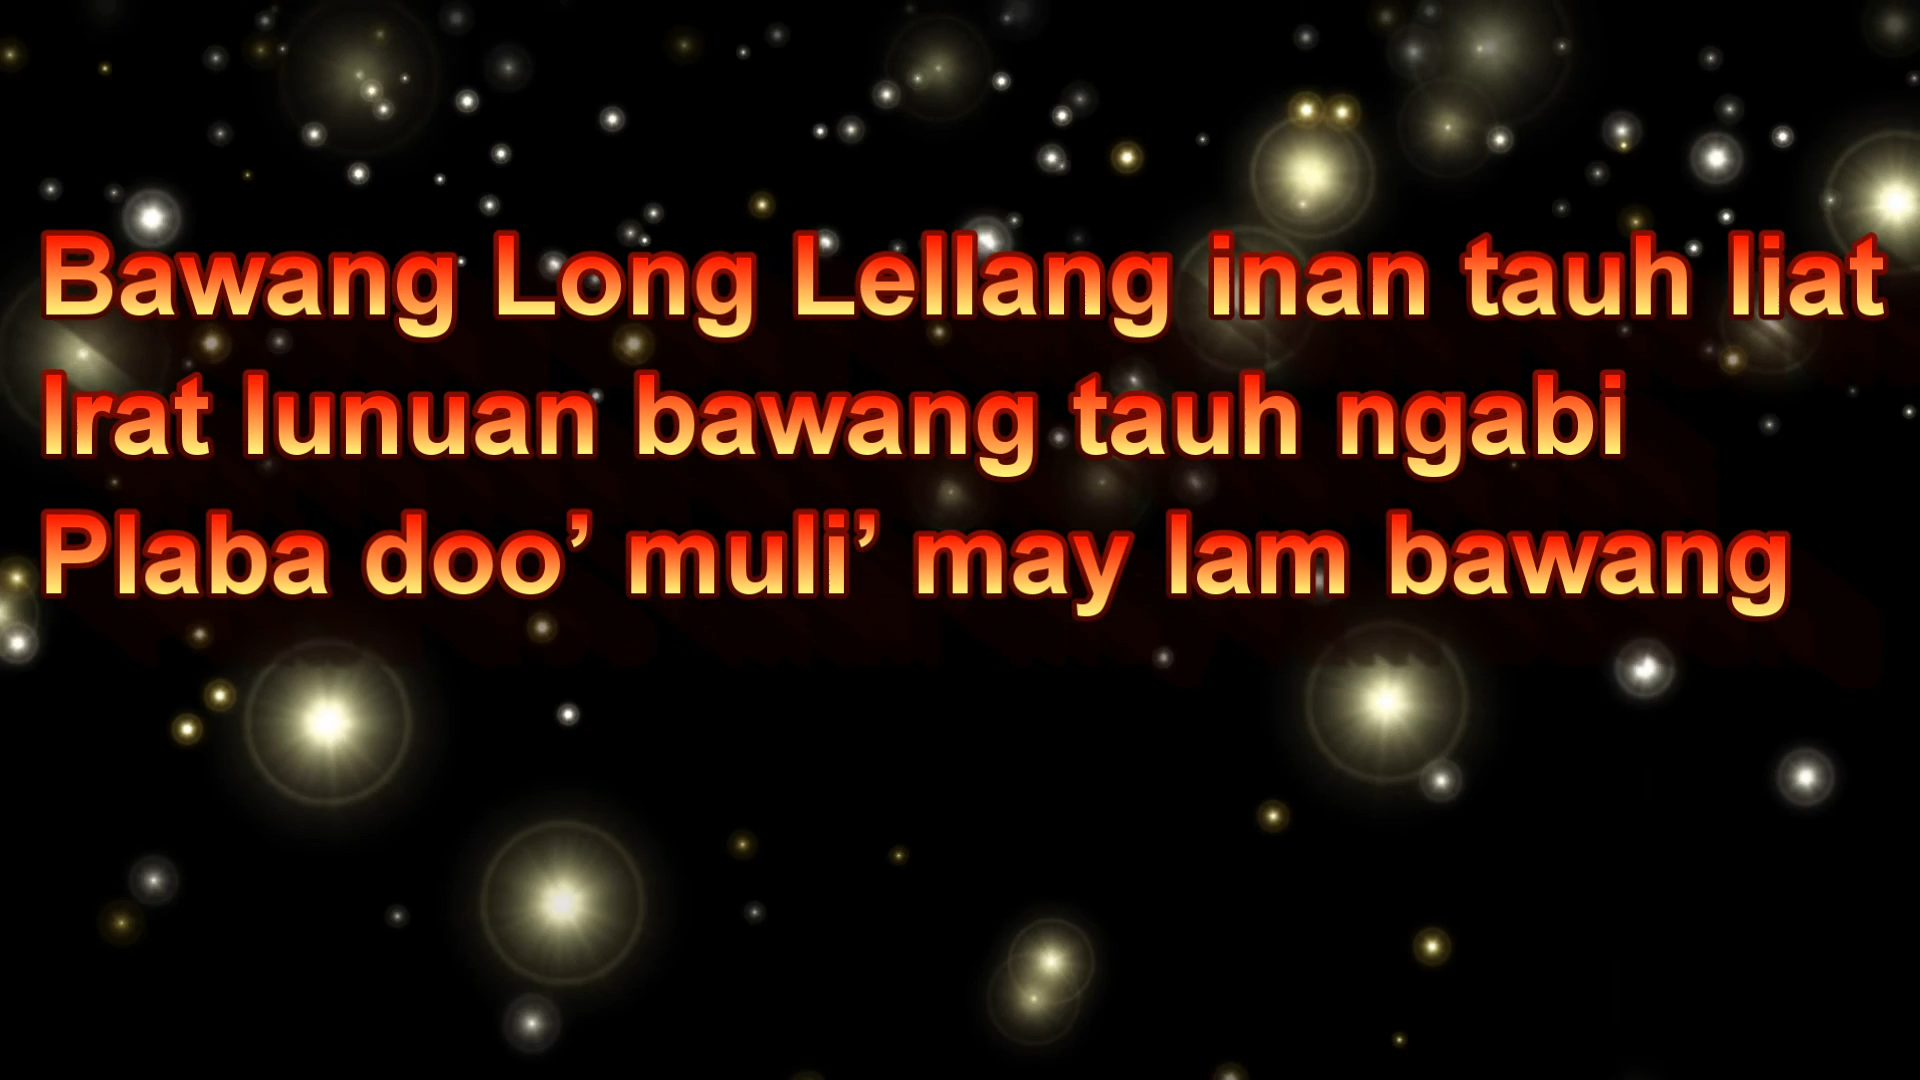 Bawang Long Lellang inan tauh liat
Irat lunuan bawang tauh ngabi
Plaba doo’ muli’ may lam bawang